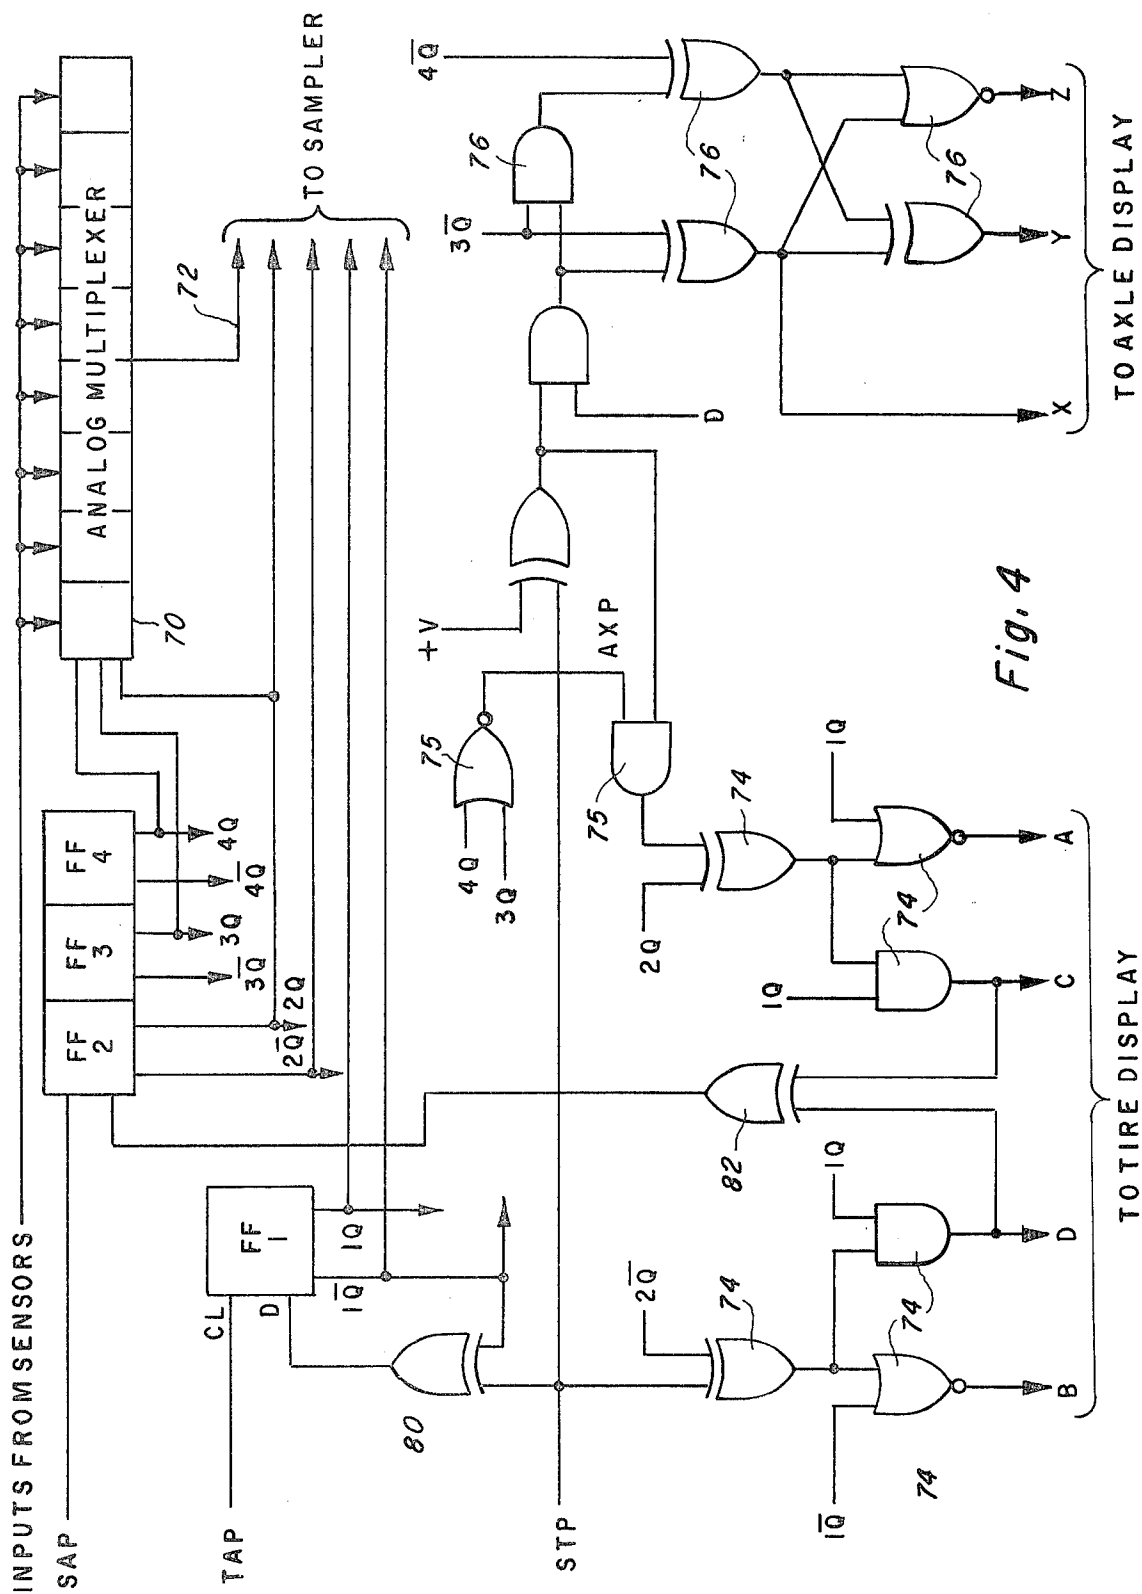 INPUTS FROM SENSORS
SAP
TAP
STP
FF 2
FF 3
FF 4
ANALOG MULTIPLEXER
70
72
TO SAMPLER
2Q̅
2Q
3Q̅
3Q
4Q̅
4Q
CL
D
FF 1
1Q̅
1Q
80
82
75
4Q
3Q
+V
AXP
75
D
3Q̅
76
4Q̅
76
76
76
76
X
Y
Z
TO AXLE DISPLAY
2Q̅
74
1Q̅
74
74
1Q
2Q
74
1Q
74
1Q
B
D
C
A
TO TIRE DISPLAY
Fig. 4